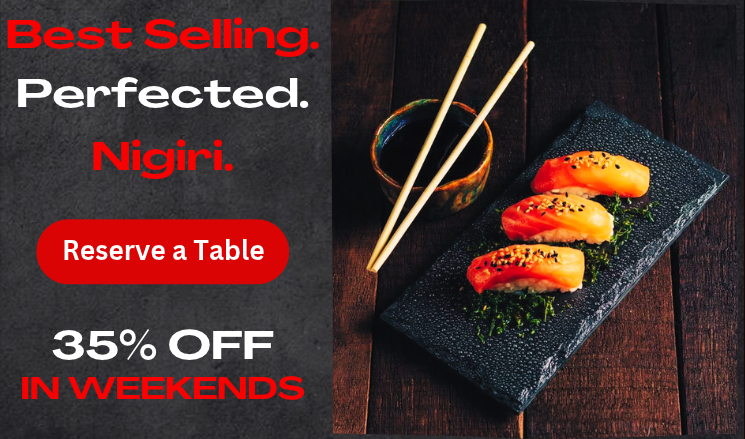 Best Selling.
Perfected.
Nigiri.
Reserve a Table
35% OFF
IN WEEKENDS